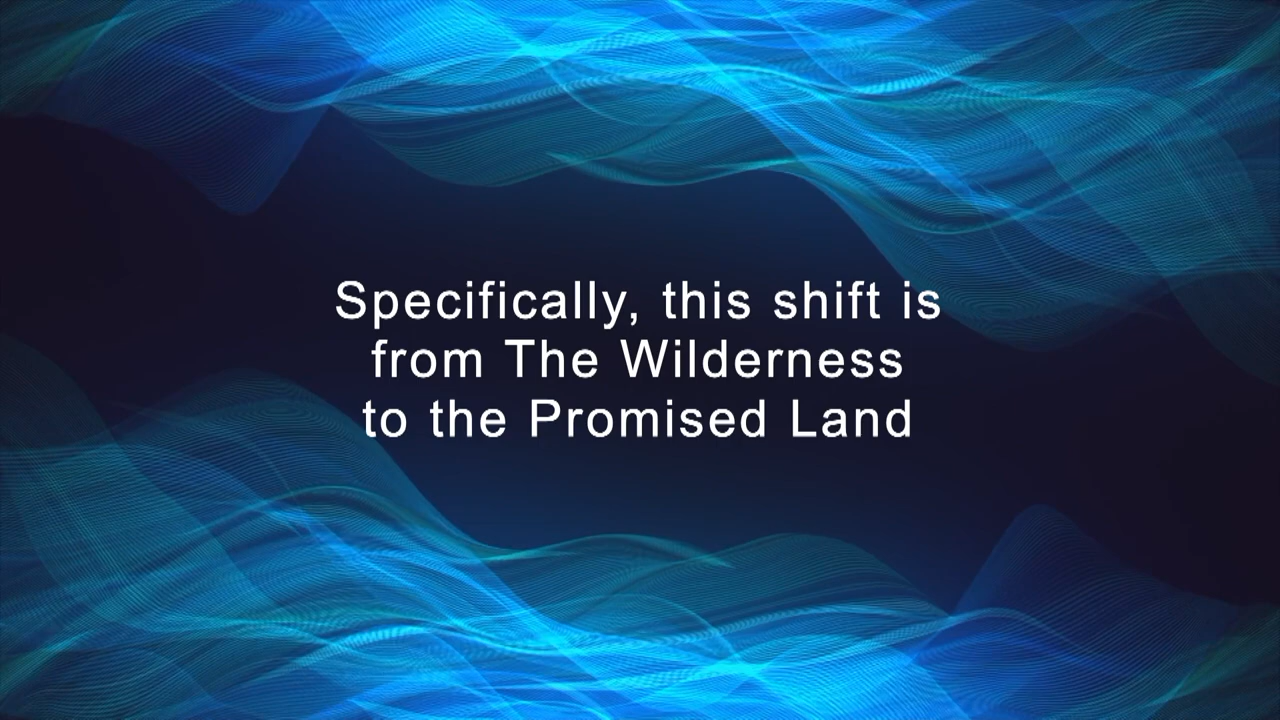 Specifically, this shift is
from The Wilderness
to the Promised Land